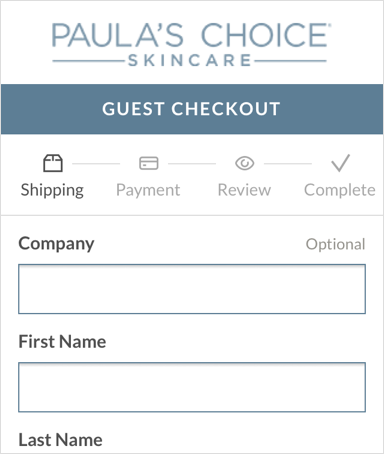 PAULA'S CHOICE
SKINCARE
GUEST CHECKOUT
Shipping Payment Review Complete
Company Optional
First Name
Last Name